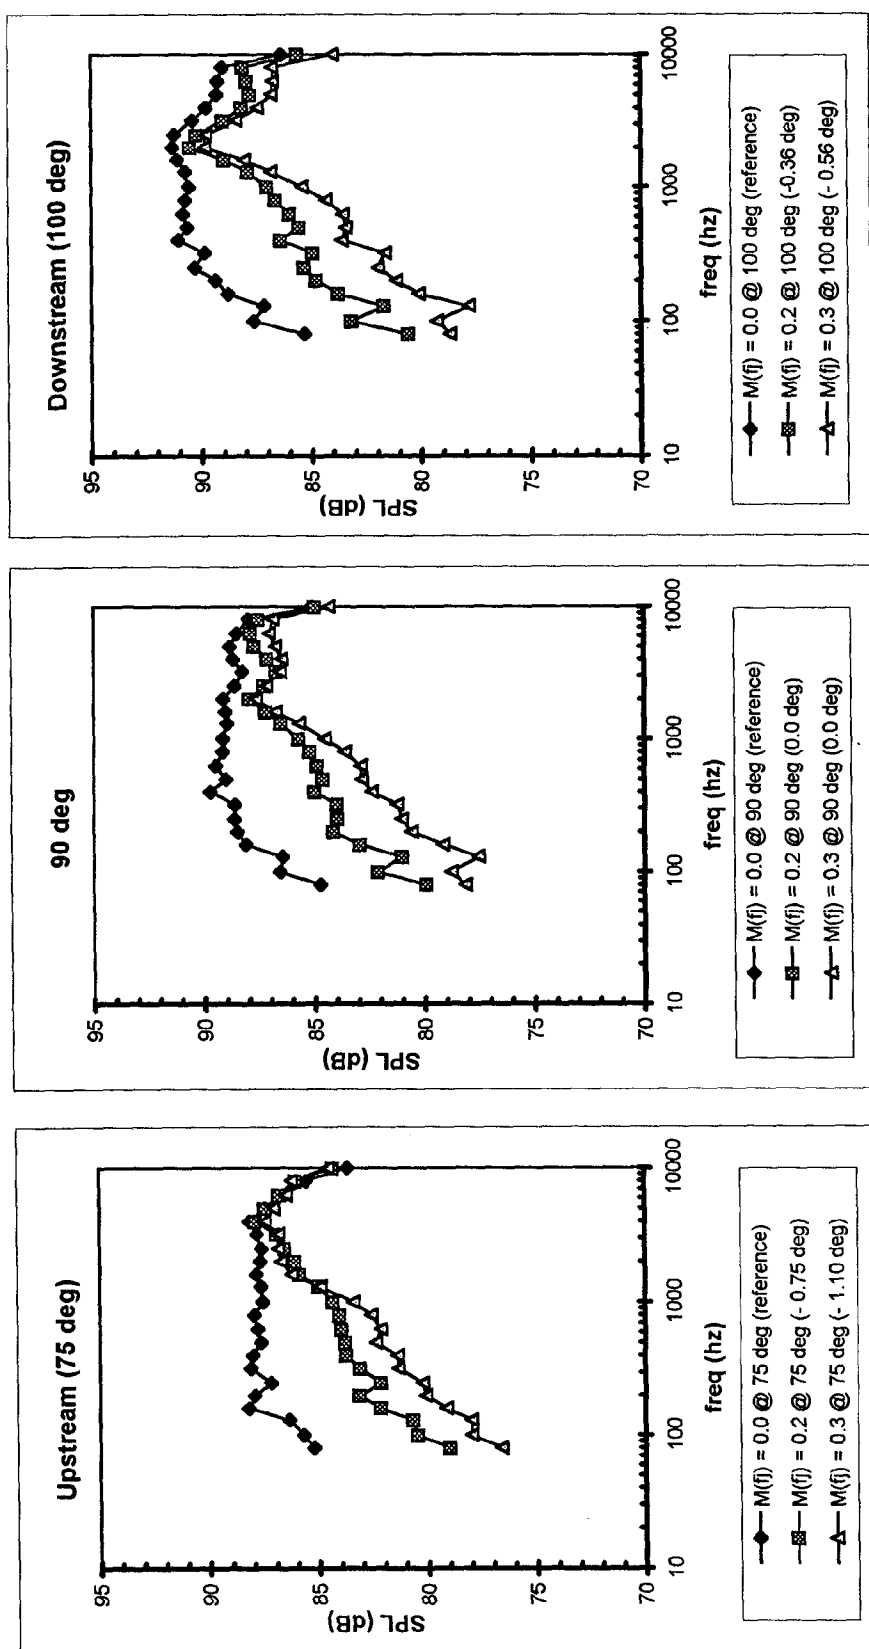 Upstream (75 deg)
95
90
85
80
75
70
SPL (dB)
10
100
1000
10000
freq (hz)
M(fj) = 0.0 @ 75 deg (reference)
M(fj) = 0.2 @ 75 deg (- 0.75 deg)
M(fj) = 0.3 @ 75 deg (- 1.10 deg)
90 deg
95
90
85
80
75
70
SPL (dB)
10
100
1000
10000
freq (hz)
M(fj) = 0.0 @ 90 deg (reference)
M(fj) = 0.2 @ 90 deg (0.0 deg)
M(fj) = 0.3 @ 90 deg (0.0 deg)
Downstream (100 deg)
95
90
85
80
75
70
SPL (dB)
10
100
1000
10000
freq (hz)
M(fj) = 0.0 @ 100 deg (reference)
M(fj) = 0.2 @ 100 deg (-0.36 deg)
M(fj) = 0.3 @ 100 deg (- 0.56 deg)